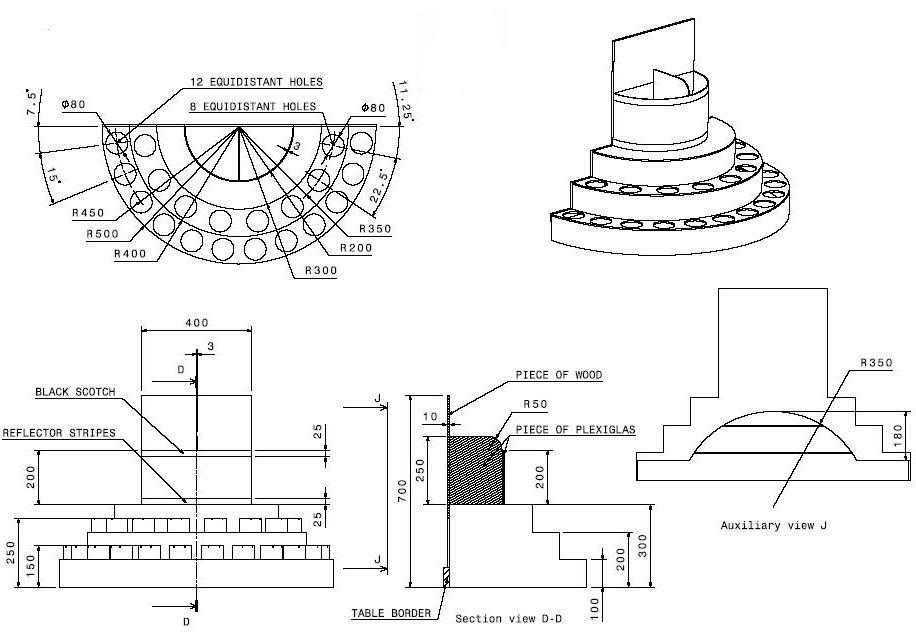 12 EQUIDISTANT HOLES
8 EQUIDISTANT HOLES
7.5°
Ø80
Ø80
11.25°
3
15°
22.5°
R450
R500
R400
R350
R200
R300
400
3
D
BLACK SCOTCH
REFLECTOR STRIPES
25
200
25
250
150
D
J
J
PIECE OF WOOD
R50
10
PIECE OF PLEXIGLAS
250
200
700
300
200
100
TABLE BORDER
Section view D-D
R350
180
Auxiliary view J